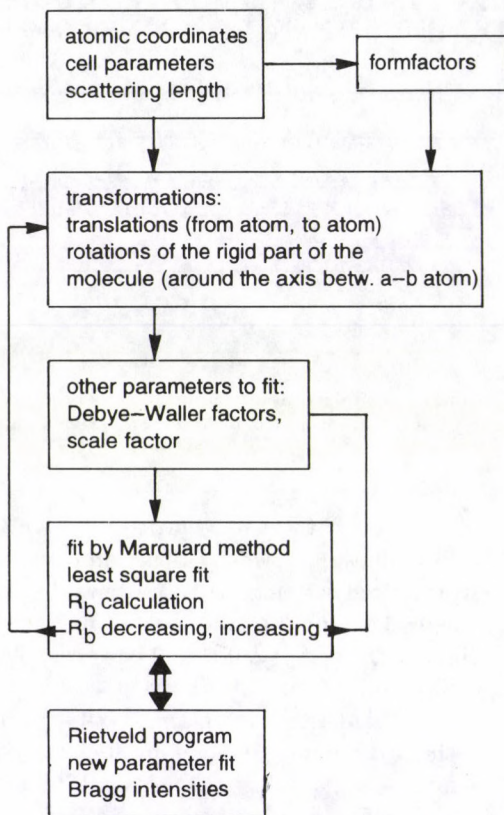 atomic coordinates
cell parameters
scattering length
formfactors
transformations:
translations (from atom, to atom)
rotations of the rigid part of the
molecule (around the axis betw. a–b atom)
other parameters to fit:
Debye–Waller factors,
scale factor
fit by Marquard method
least square fit
Rb calculation
Rb decreasing, increasing
Rietveld program
new parameter fit
Bragg intensities